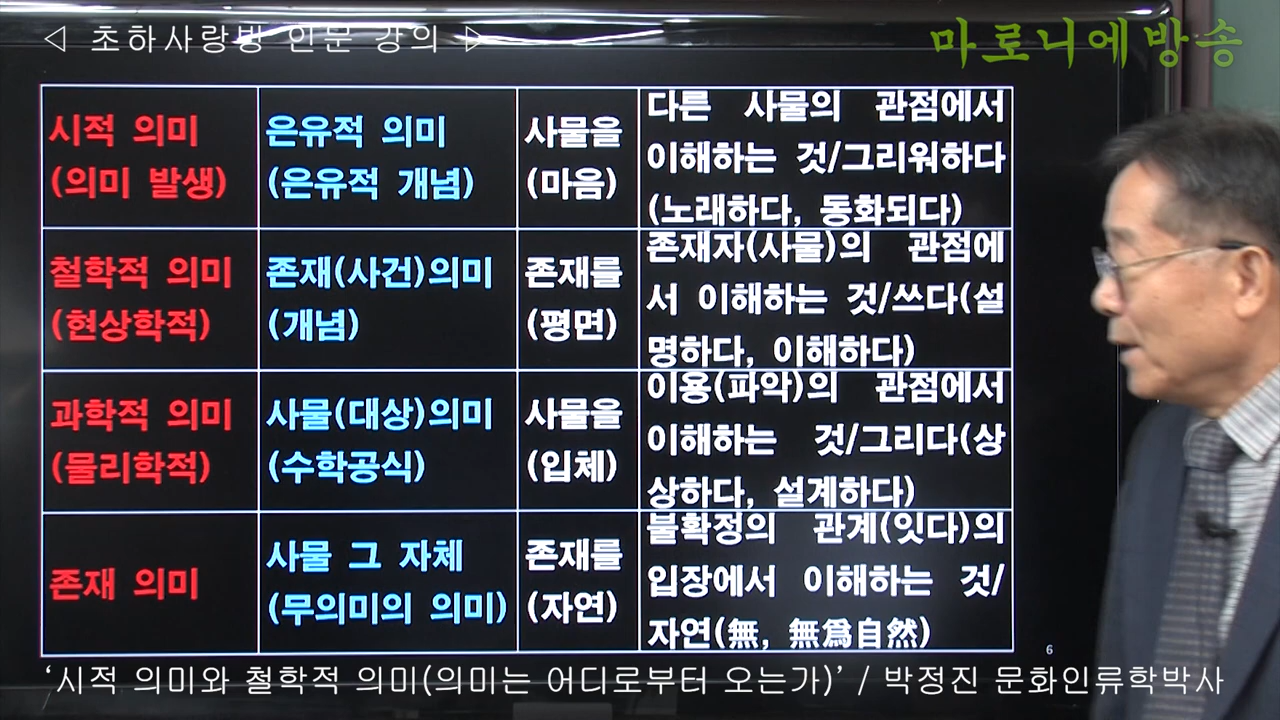 ◁ 초하사랑방 인문 강의 ▷
마로니에방송
시적 의미
(의미 발생)
은유적 의미
(은유적 개념)
사물을
(마음)
다른 사물의 관점에서
이해하는 것/그리워하다
(노래하다, 동화되다)
철학적 의미
(현상학적)
존재(사건)의미
(개념)
존재를
(평면)
존재자(사물)의 관점에
서 이해하는 것/쓰다(설
명하다, 이해하다)
과학적 의미
(물리학적)
사물(대상)의미
(수학공식)
사물을
(입체)
이용(파악)의 관점에서
이해하는 것/그리다(상
상하다, 설계하다)
존재 의미
사물 그 자체
(무의미의 의미)
존재를
(자연)
불확정의 관계(잇다)의
입장에서 이해하는 것/
자연(無, 無爲自然)
6
‘시적 의미와 철학적 의미(의미는 어디로부터 오는가)’ / 박정진 문화인류학박사